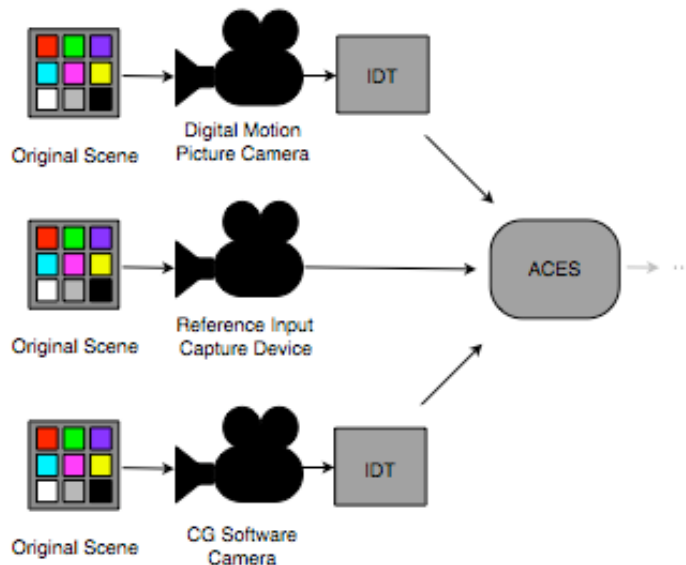 IDT
Digital Motion
Picture Camera
Original Scene
ACES
..
Reference Input
Capture Device
Original Scene
IDT
CG Software
Camera
Original Scene